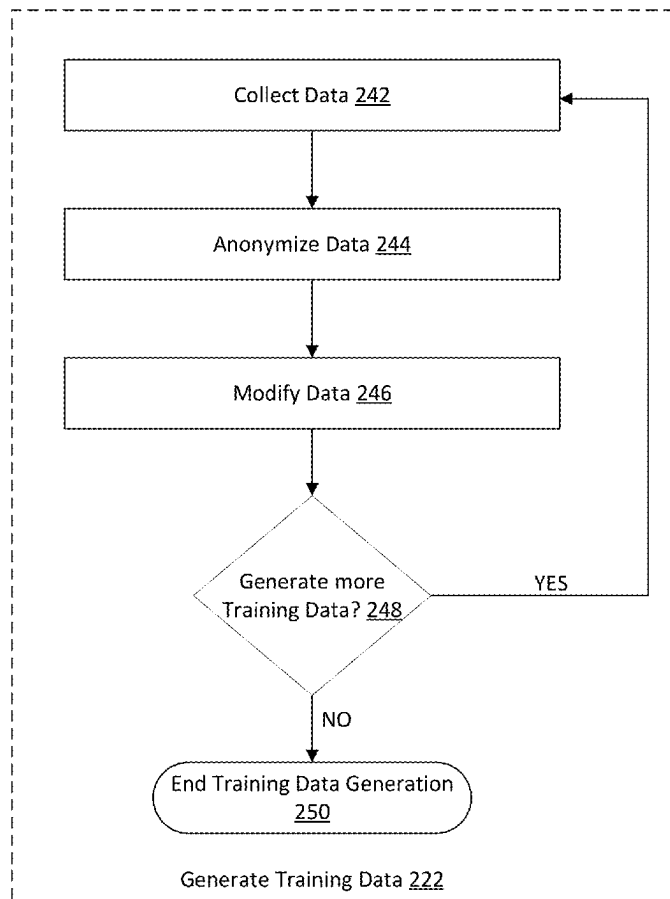 Collect Data 242
Anonymize Data 244
Modify Data 246
Generate more
Training Data? 248
YES
NO
End Training Data Generation
250
Generate Training Data 222